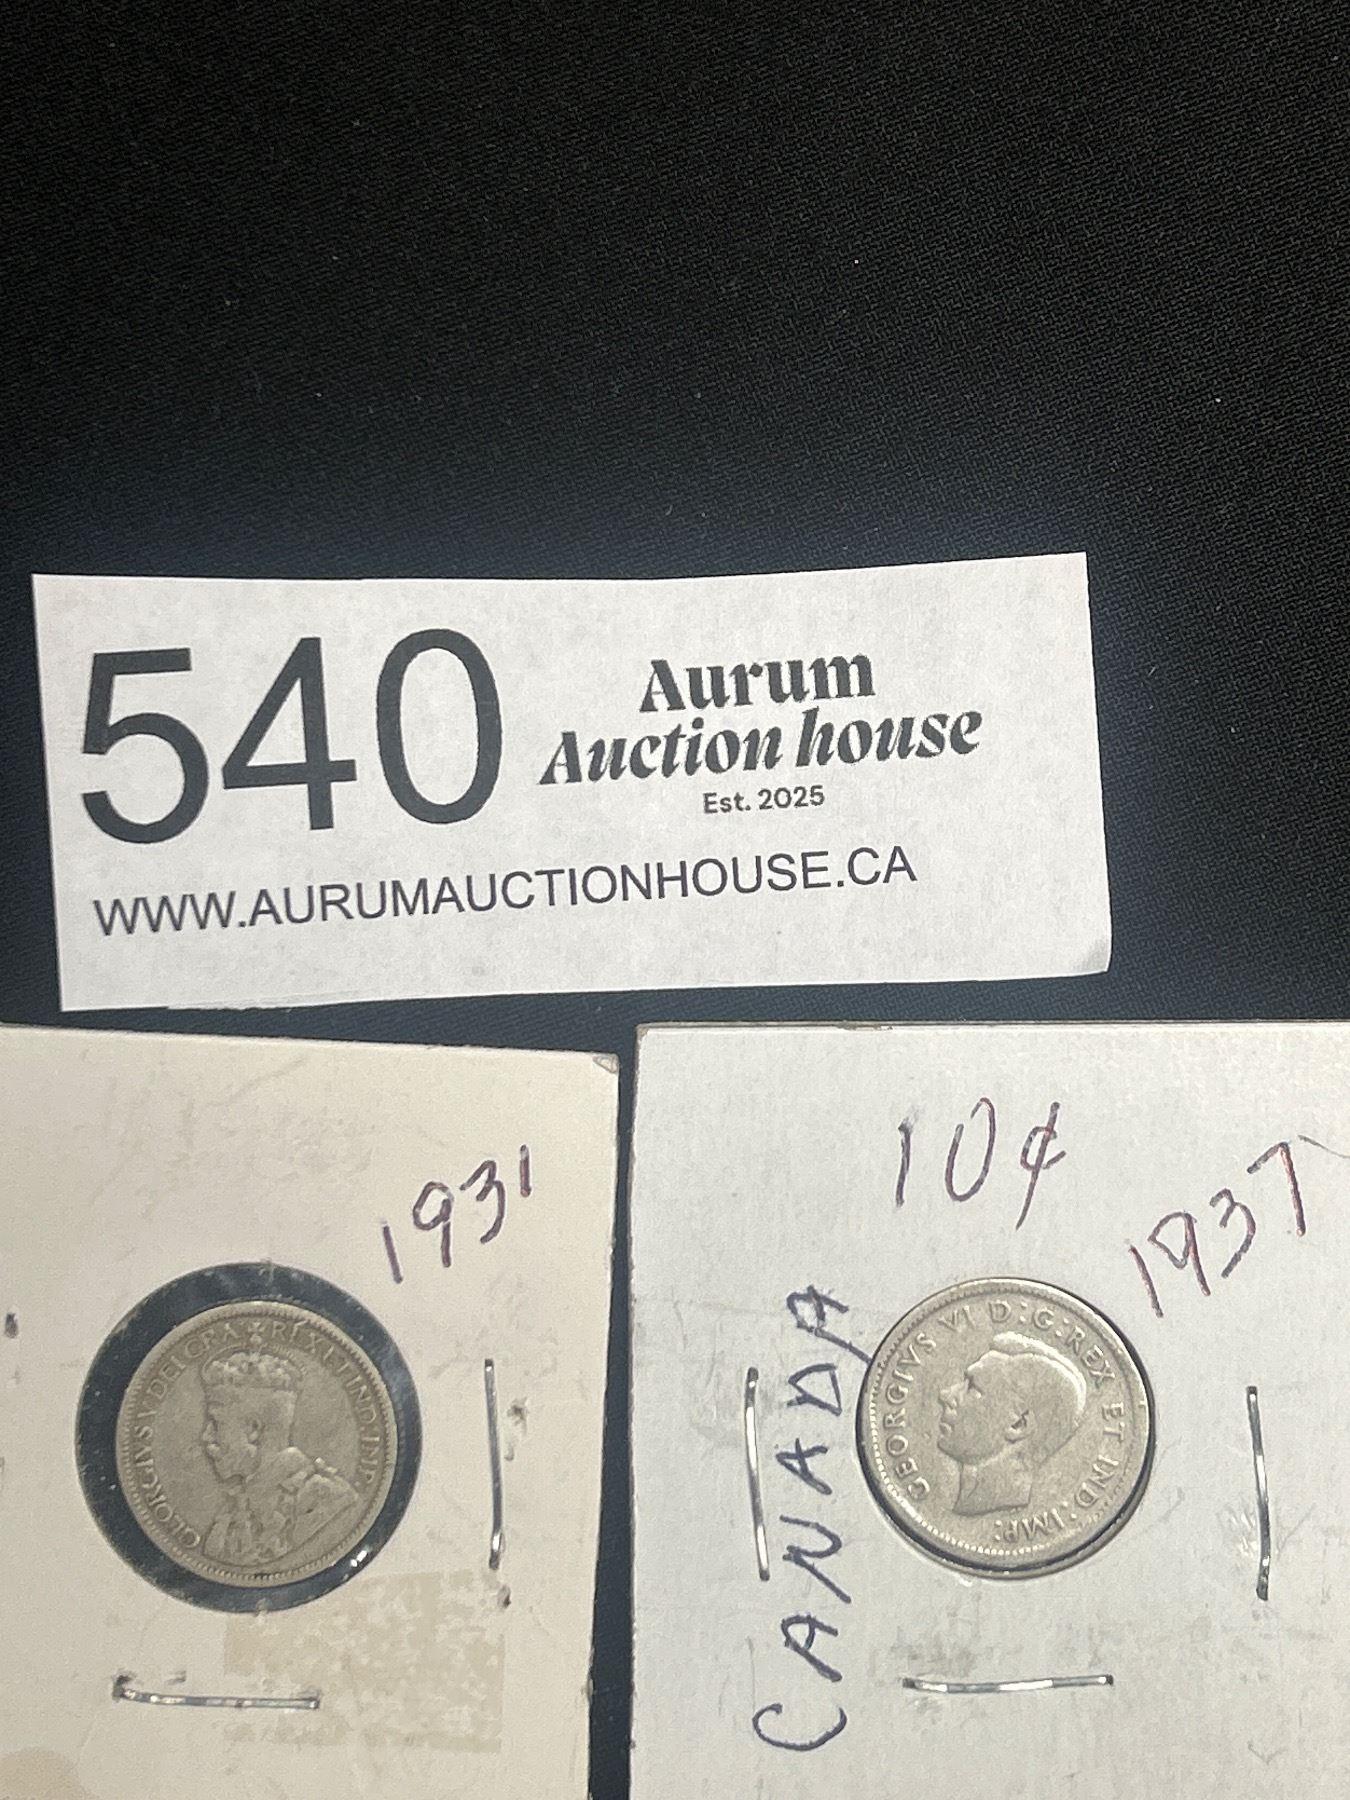 540
Aurum
Auction house
Est. 2025
WWW.AURUMAUCTIONHOUSE.CA
1931
GEORGIVS V DEI GRA: REX ET IND: IMP:
10¢
1937
CANADA
GEORGIVS VI D:G:REX ET IND:IMP: